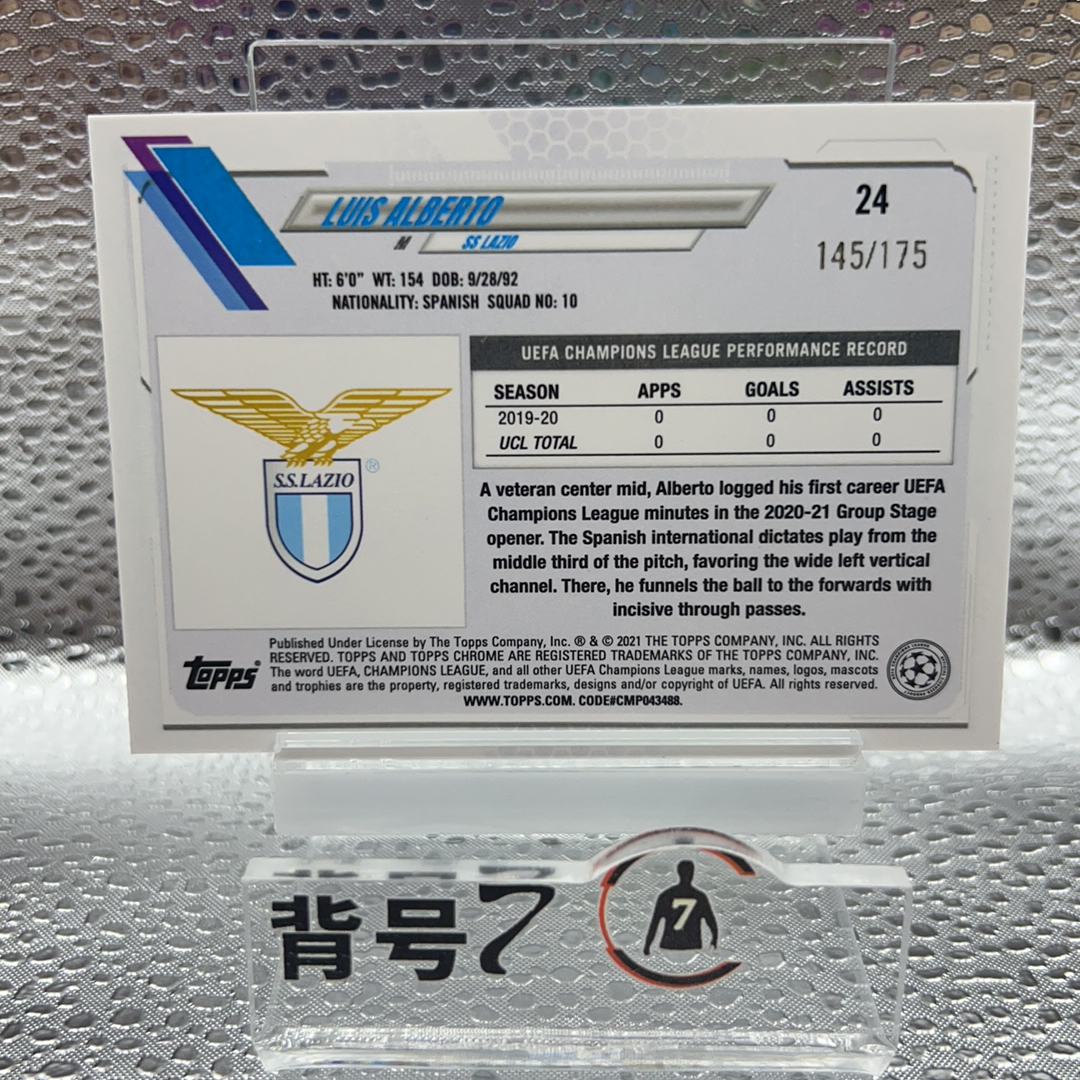 LUIS ALBERTO
24
M SS LAZIO
145/175
HT: 6'0" WT: 154 DOB: 9/28/92
NATIONALITY: SPANISH SQUAD NO: 10
UEFA CHAMPIONS LEAGUE PERFORMANCE RECORD
SEASON APPS GOALS ASSISTS
2019-20 0 0 0
UCL TOTAL 0 0 0
S.S.LAZIO ®
A veteran center mid, Alberto logged his first career UEFA
Champions League minutes in the 2020-21 Group Stage
opener. The Spanish international dictates play from the
middle third of the pitch, favoring the wide left vertical
channel. There, he funnels the ball to the forwards with
incisive through passes.
Published Under License by The Topps Company, Inc. ® & © 2021 THE TOPPS COMPANY, INC. ALL RIGHTS
RESERVED. TOPPS AND TOPPS CHROME ARE REGISTERED TRADEMARKS OF THE TOPPS COMPANY, INC.
The word UEFA, CHAMPIONS LEAGUE, and all other UEFA Champions League marks, names, logos, mascots
and trophies are the property, registered trademarks, designs and/or copyright of UEFA. All rights reserved.
WWW.TOPPS.COM. CODE#CMP043488.
topps®
背号7
7